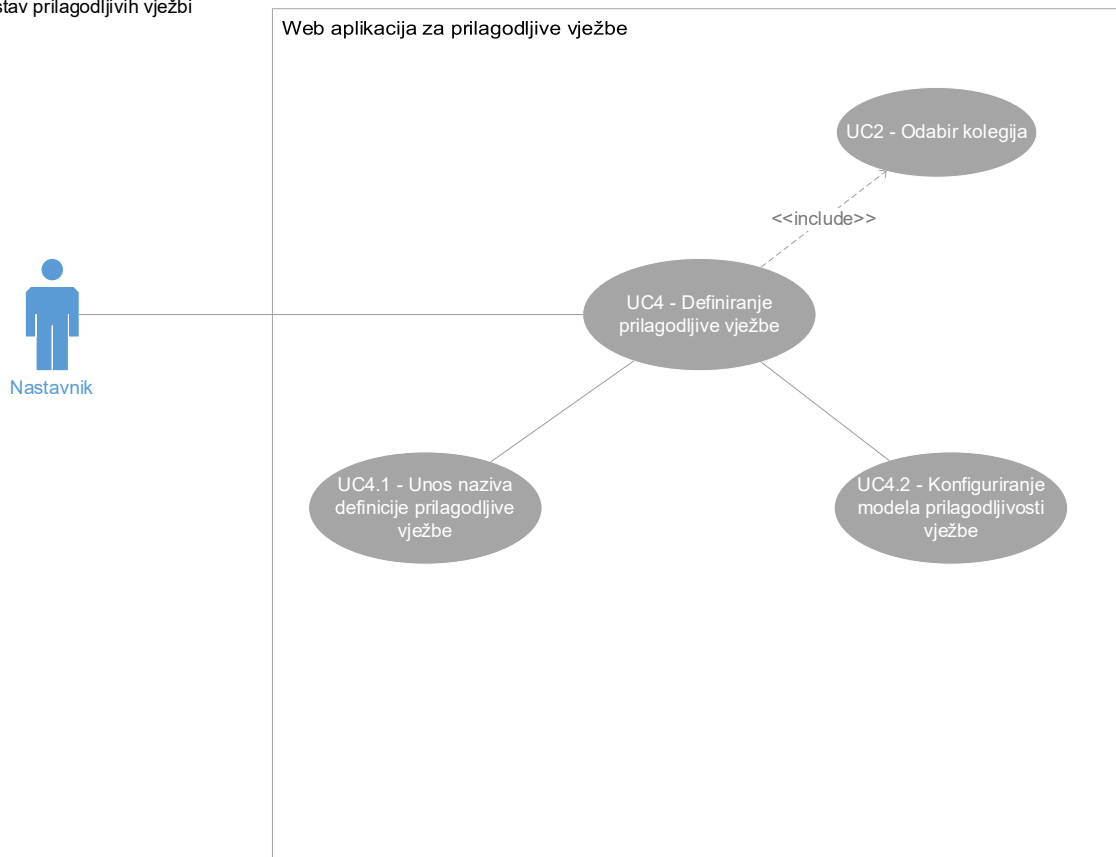 stav prilagodljivih vježbi
Web aplikacija za prilagodljive vježbe
UC2 - Odabir kolegija
<<include>>
UC4 - Definiranje
prilagodljive vježbe
Nastavnik
UC4.1 - Unos naziva
definicije prilagodljive
vježbe
UC4.2 - Konfiguriranje
modela prilagodljivosti
vježbe